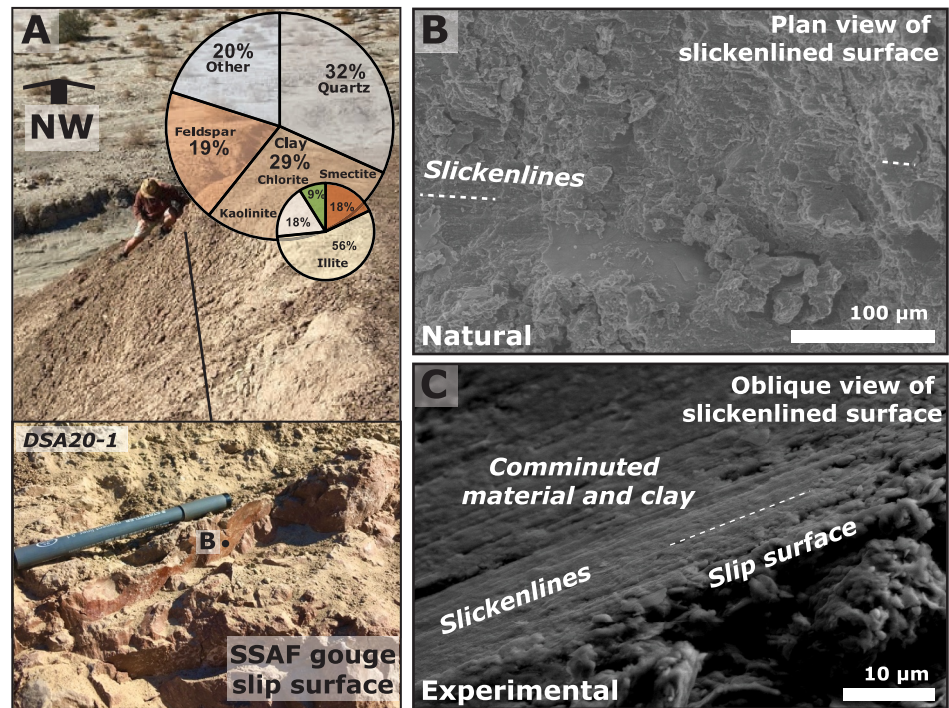 A
NW
20%
Other
32%
Quartz
Feldspar
19%
Clay
29%
Chlorite
Smectite
Kaolinite
9%
18%
18%
56%
Illite
DSA20-1
B
SSAF gouge
slip surface
B
Plan view of
slickenlined surface
Slickenlines
100 µm
Natural
C
Oblique view of
slickenlined surface
Comminuted
material and clay
Slickenlines
Slip surface
10 µm
Experimental